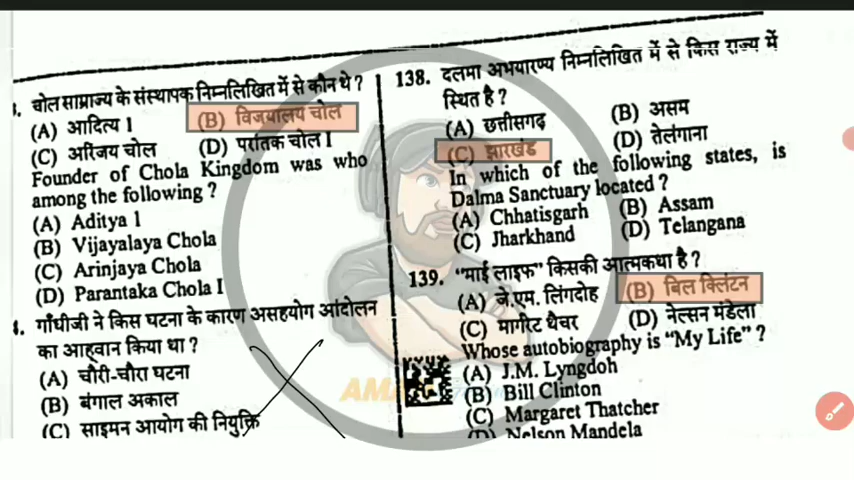 . चोल साम्राज्य के संस्थापक निम्नलिखित में से कौन थे ?
(A) आदित्य 1
(B) विजयालय चोल
(C) अरिंजय चोल
(D) परांतक चोल I
Founder of Chola Kingdom was who
among the following ?
(A) Aditya 1
(B) Vijayalaya Chola
(C) Arinjaya Chola
(D) Parantaka Chola I
. गाँधीजी ने किस घटना के कारण असहयोग आंदोलन
का आह्वान किया था ?
(A) चौरी-चौरा घटना
(B) बंगाल अकाल
(C) साइमन आयोग की नियुक्ति
138. दलमा अभयारण्य निम्नलिखित में से किस राज्य में
स्थित है ?
(A) छत्तीसगढ़
(B) असम
(C) झारखंड
(D) तेलंगाना
In which of the following states, is
Dalma Sanctuary located ?
(A) Chhatisgarh
(B) Assam
(C) Jharkhand
(D) Telangana
139. “माई लाइफ” किसकी आत्मकथा है ?
(A) जे.एम. लिंगदोह
(B) बिल क्लिंटन
(C) मार्गरेट थैचर
(D) नेल्सन मंडेला
Whose autobiography is “My Life” ?
(A) J.M. Lyngdoh
(B) Bill Clinton
(C) Margaret Thatcher
(D) Nelson Mandela